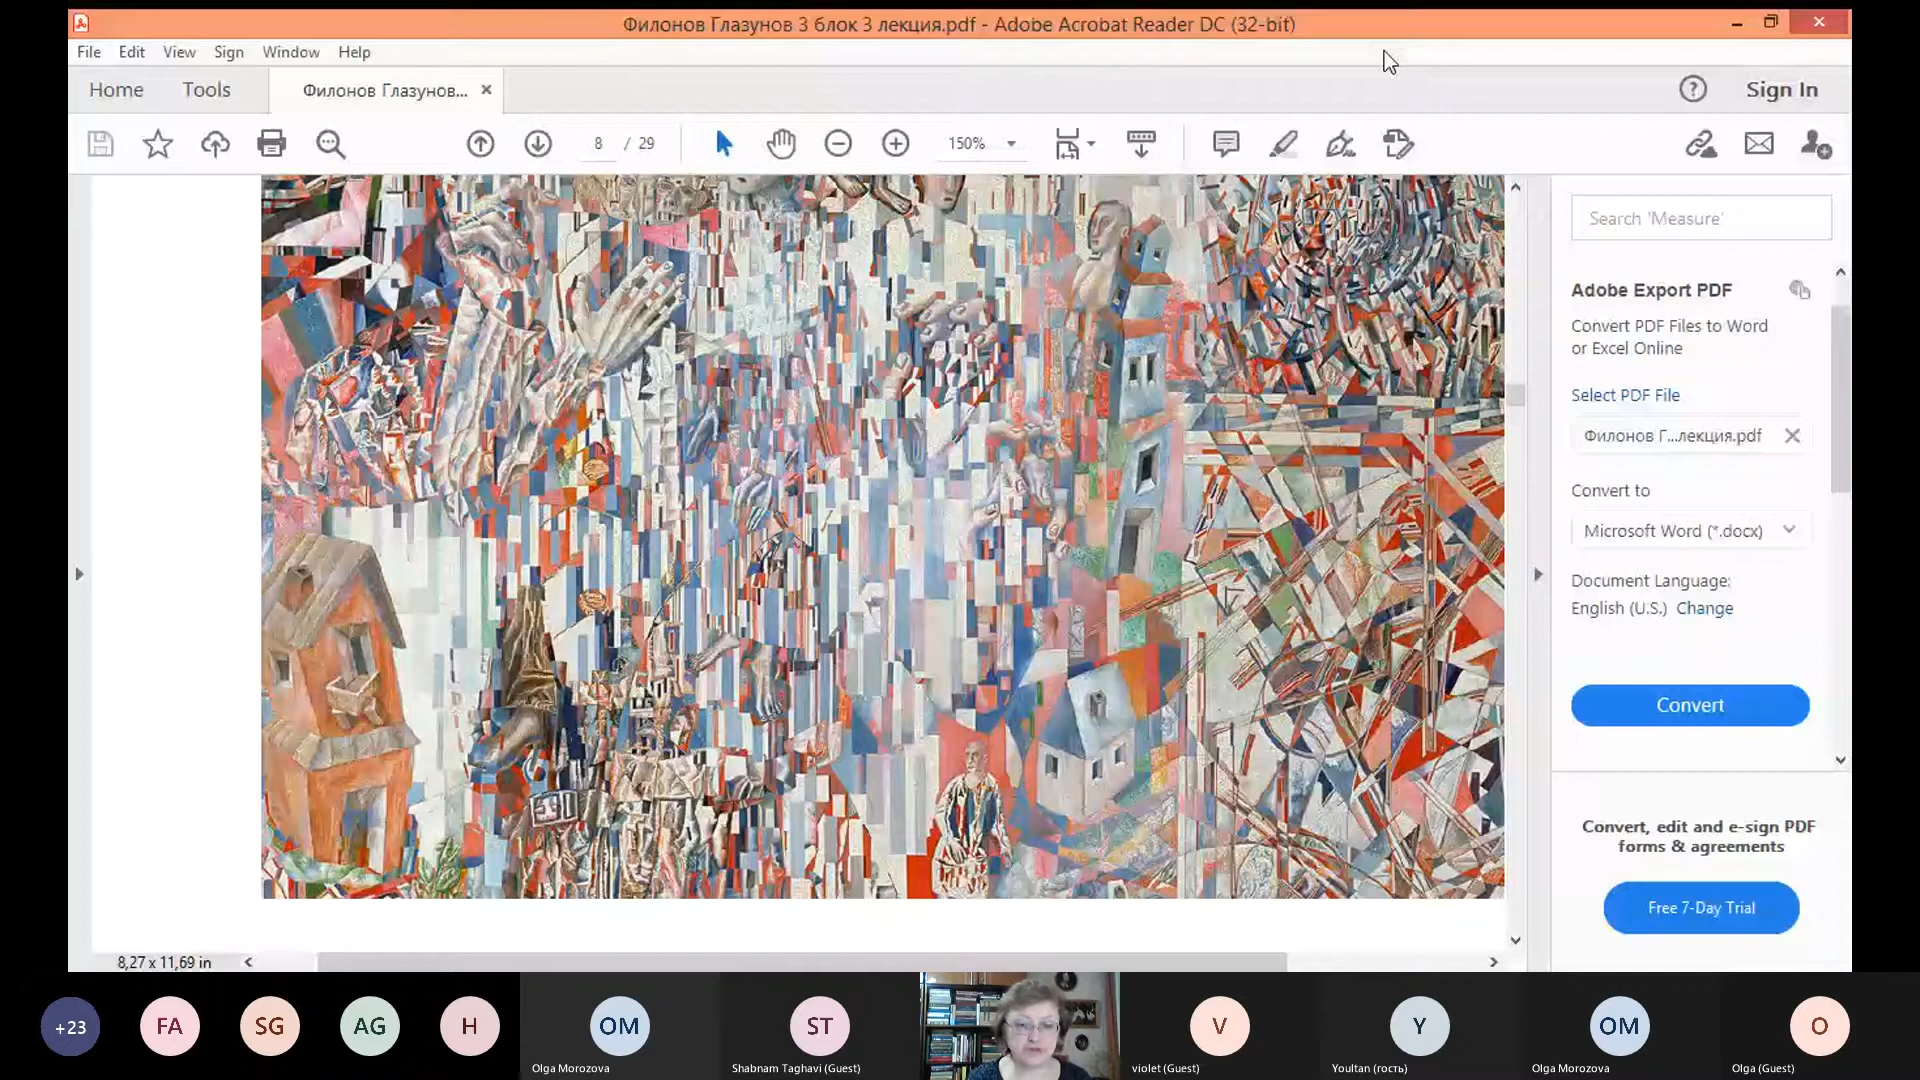 Филонов Глазунов 3 блок 3 лекция.pdf - Adobe Acrobat Reader DC (32-bit)
File Edit View Sign Window Help
Home Tools Филонов Глазунов... Sign In
8 / 29 150%
Search 'Measure'
Adobe Export PDF
Convert PDF Files to Word
or Excel Online
Select PDF File
Филонов Г...лекция.pdf
Convert to
Microsoft Word (*.docx)
Document Language:
English (U.S.) Change
Convert
Convert, edit and e-sign PDF
forms & agreements
Free 7-Day Trial
8,27 x 11,69 in
+23 FA SG AG H OM ST V Y OM O
Olga Morozova Shabnam Taghavi (Guest) violet (Guest) Youltan (гость) Olga Morozova Olga (Guest)